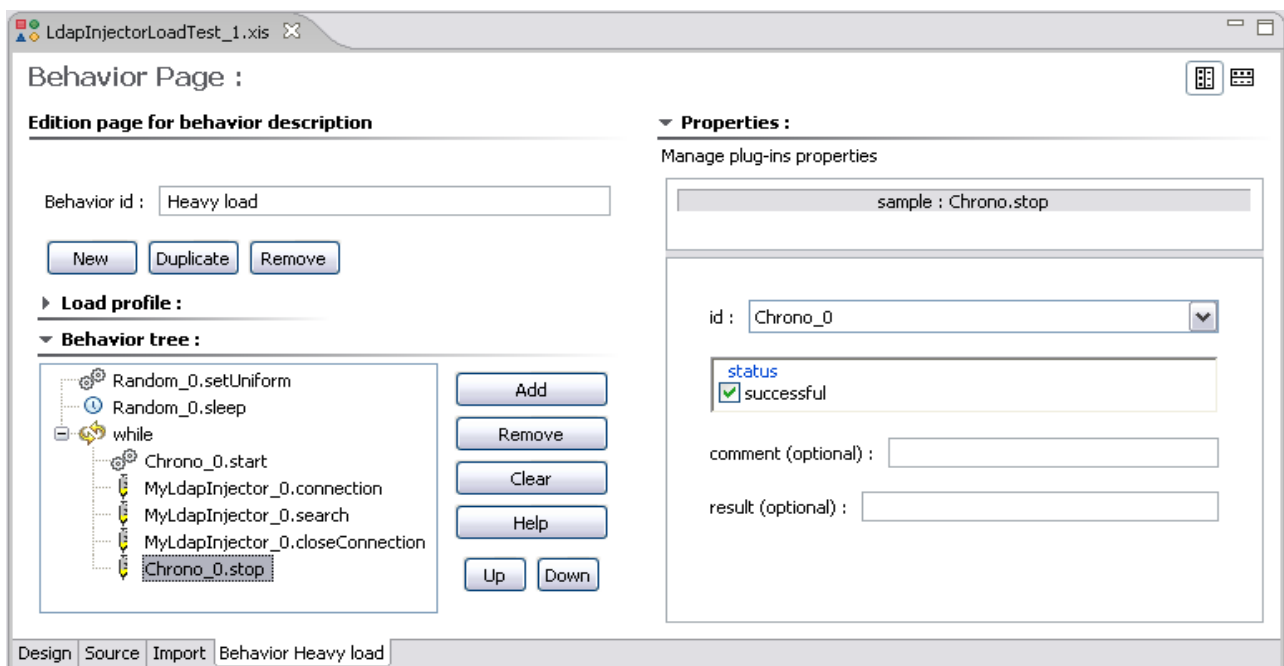 LdapInjectorLoadTest_1.xis
Behavior Page :
Edition page for behavior description
Behavior id : Heavy load
New Duplicate Remove
Load profile :
Behavior tree :
Random_0.setUniform
Random_0.sleep
while
Chrono_0.start
MyLdapInjector_0.connection
MyLdapInjector_0.search
MyLdapInjector_0.closeConnection
Chrono_0.stop
Add
Remove
Clear
Help
Up Down
Properties :
Manage plug-ins properties
sample : Chrono.stop
id : Chrono_0
status
successful
comment (optional) :
result (optional) :
Design Source Import Behavior Heavy load